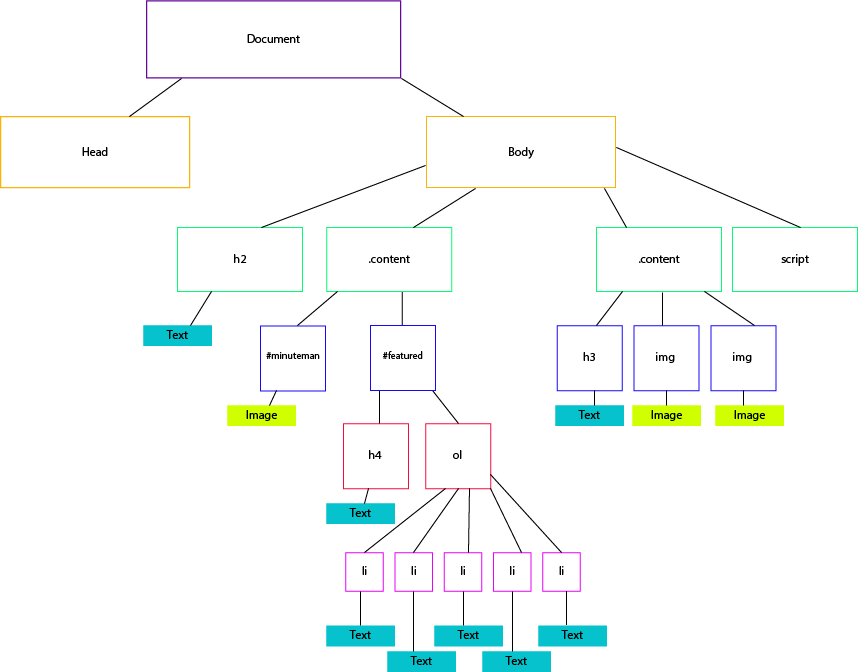 Document
Head
Body
h2
.content
.content
script
Text
#minuteman
#featured
h3
img
img
Image
Text
Image
Image
h4
ol
Text
li
li
li
li
li
Text
Text
Text
Text
Text